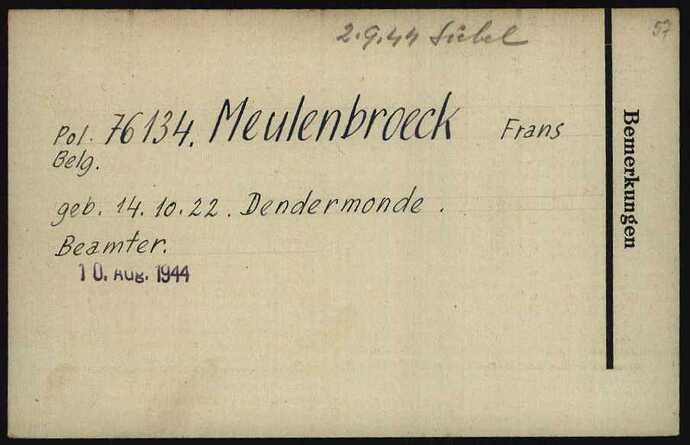 2.9.44 Siebel
57
Pol. 76134. Meulenbroeck Frans
Belg.
geb. 14.10.22. Dendermonde.
Beamter.
10. AUG. 1944
Bemerkungen